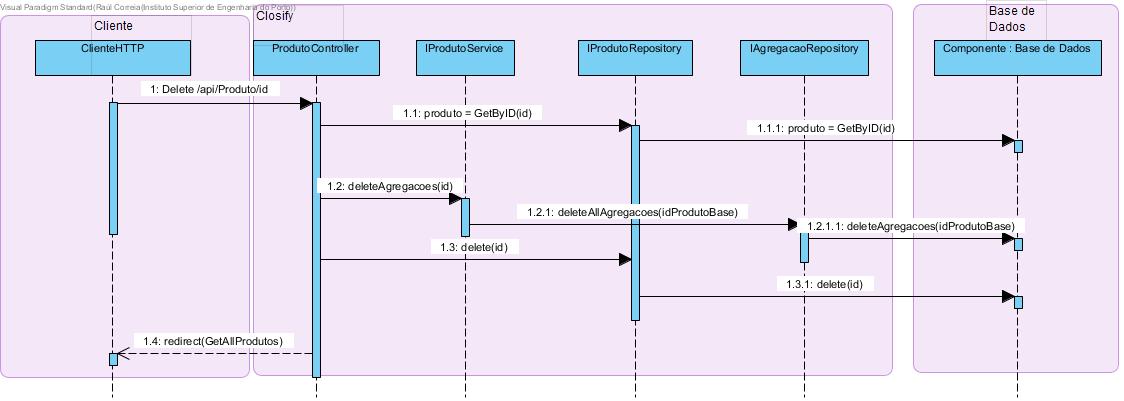 Visual Paradigm Standard(Raúl Correia(Instituto Superior de Engenharia do Porto))
Cliente
Closify
Base de
Dados
ClienteHTTP
ProdutoController
IProdutoService
IProdutoRepository
IAgregacaoRepository
Componente : Base de Dados
1: Delete /api/Produto/id
1.1: produto = GetByID(id)
1.1.1: produto = GetByID(id)
1.2: deleteAgregacoes(id)
1.2.1: deleteAllAgregacoes(idProdutoBase)
1.2.1.1: deleteAgregacoes(idProdutoBase)
1.3: delete(id)
1.3.1: delete(id)
1.4: redirect(GetAllProdutos)